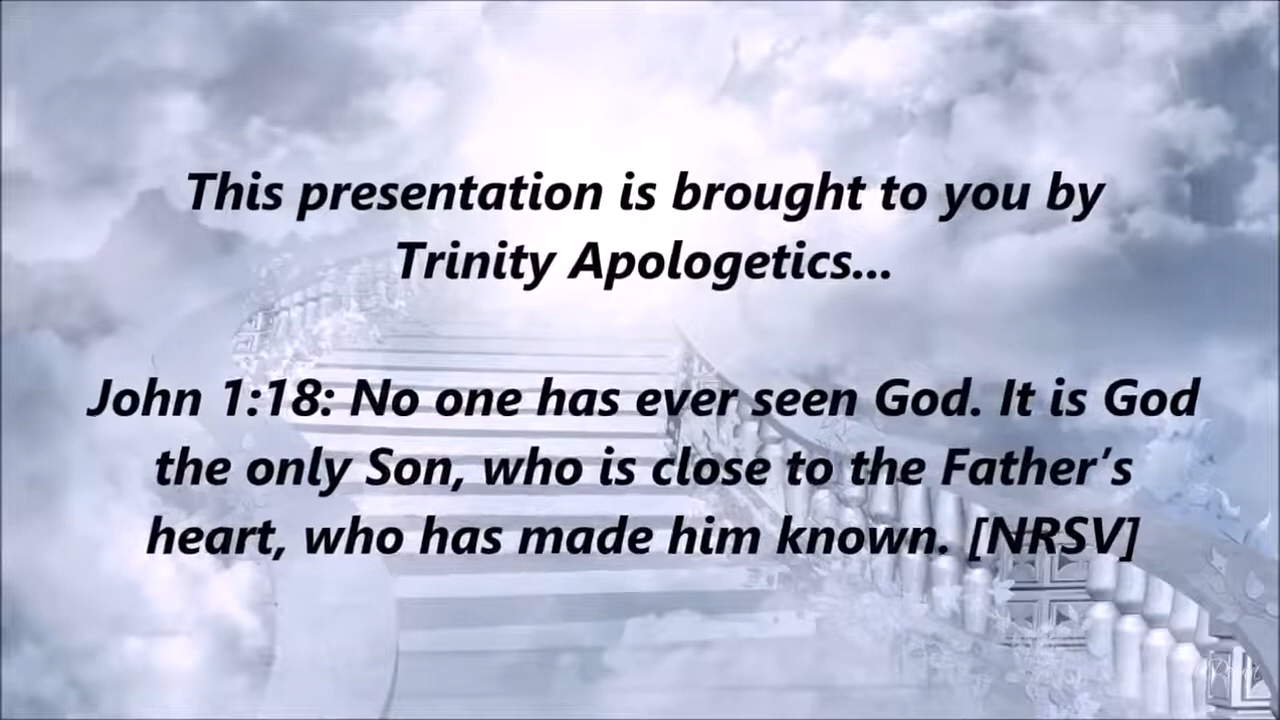 This presentation is brought to you by
Trinity Apologetics...
John 1:18: No one has ever seen God. It is God
the only Son, who is close to the Father’s
heart, who has made him known. [NRSV]